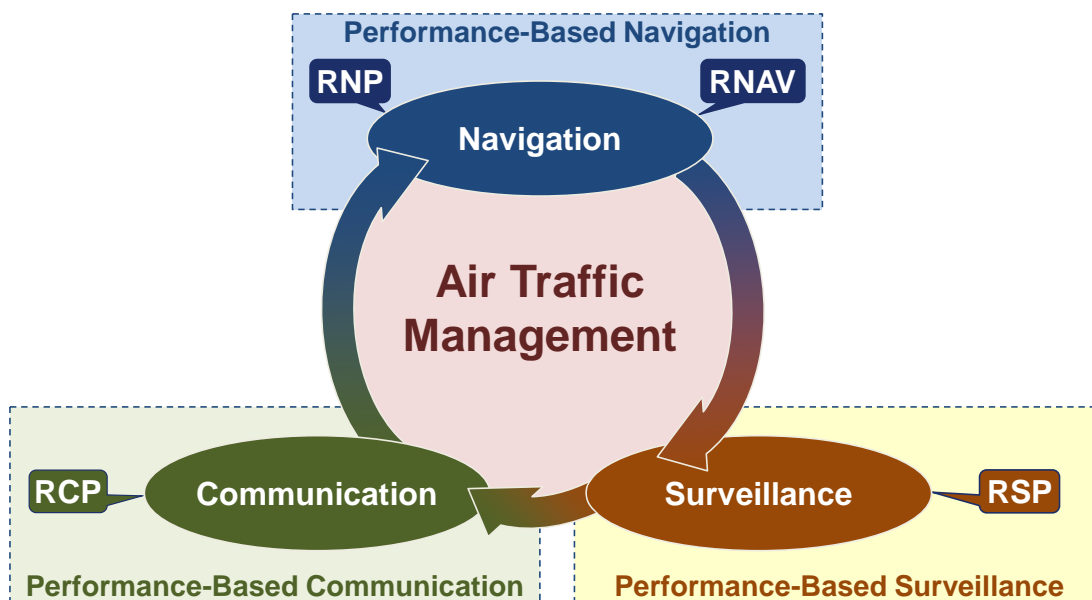 Performance-Based Navigation
RNP
RNAV
Navigation
Air Traffic
Management
RCP
Communication
Surveillance
RSP
Performance-Based Communication
Performance-Based Surveillance